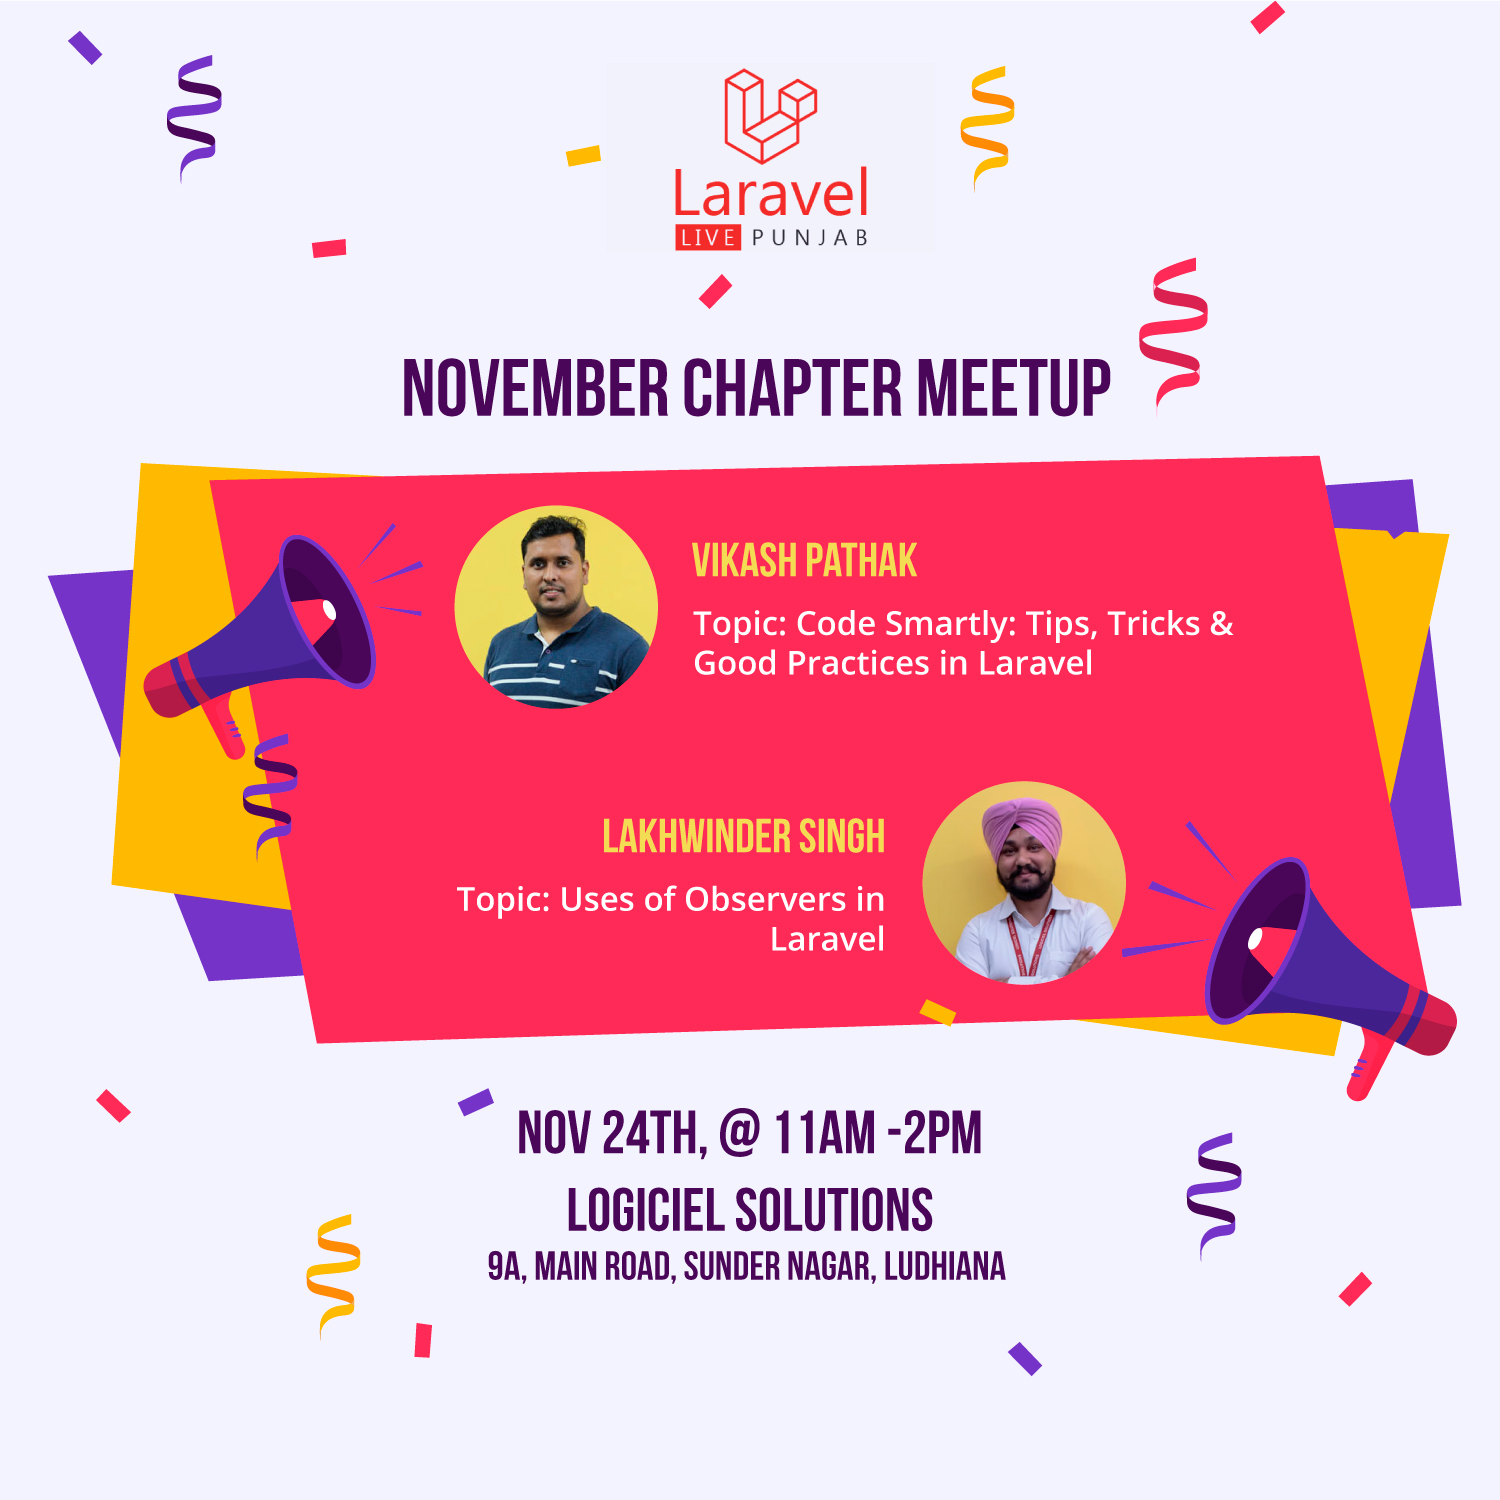 Laravel
LIVE PUNJAB
NOVEMBER CHAPTER MEETUP
VIKASH PATHAK
Topic: Code Smartly: Tips, Tricks &
Good Practices in Laravel
LAKHWINDER SINGH
Topic: Uses of Observers in
Laravel
NOV 24TH, @ 11AM -2PM
LOGICIEL SOLUTIONS
9A, MAIN ROAD, SUNDER NAGAR, LUDHIANA